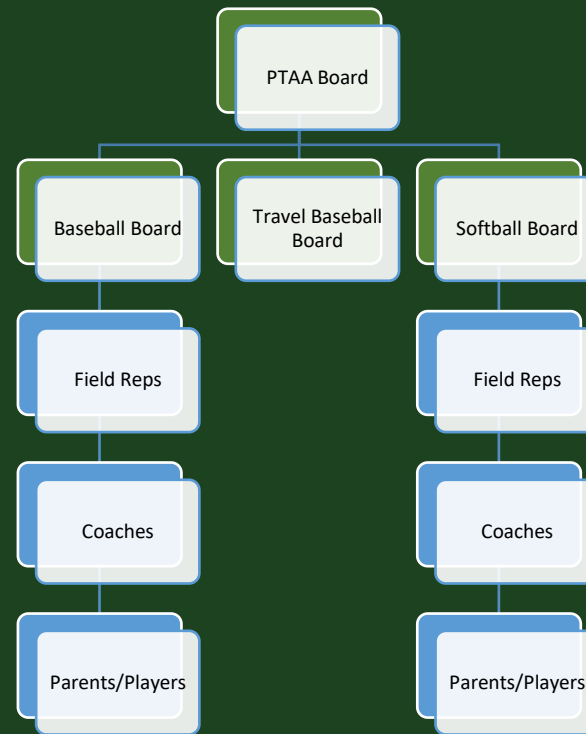 PTAA Board
Baseball Board
Travel Baseball
Board
Softball Board
Field Reps
Field Reps
Coaches
Coaches
Parents/Players
Parents/Players